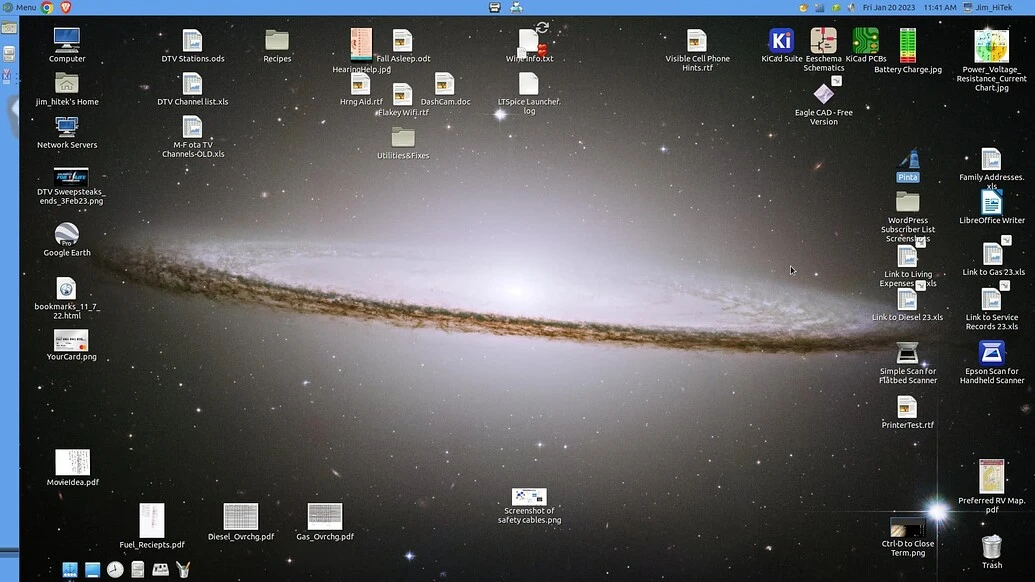 Menu
Fri Jan 20 2023 11:41 AM Jim_HiTek
Computer
DTV Stations.ods
Recipes
HearingHelp.jpg
Fall Asleep.odt
Wine Info.txt
Visible Cell Phone
Hints.rtf
Ki
KiCad Suite
Eeschema
Schematics
KiCad PCBs
Battery Charge.jpg
Power_Voltage_
Resistance_Current
Chart.jpg
jim_hitek's Home
DTV Channel list.xls
Hrng Aid.rtf
Flakey Wifi.rtf
DashCam.doc
LTSpice Launcher.
log
Eagle CAD - Free
Version
Network Servers
M-F ota TV
Channels-OLD.xls
Utilities&Fixes
DTV Sweepsteaks_
ends_3Feb23.png
Pinta
Family Addresses.
xls
Pro
Google Earth
WordPress
Subscriber List
Screenshots
LibreOffice Writer
Link to Living
Link to Gas 23.xls
bookmarks_11_7_
22.html
Link to Diesel 23.xls
Link to Service
Records 23.xls
YourCard.png
Simple Scan for
Flatbed Scanner
Epson Scan for
Handheld Scanner
PrinterTest.rtf
MovieIdea.pdf
Screenshot of
safety cables.png
Preferred RV Map.
pdf
Fuel_Reciepts.pdf
Diesel_Ovrchg.pdf
Gas_Ovrchg.pdf
Ctrl-D to Close
Term.png
Trash